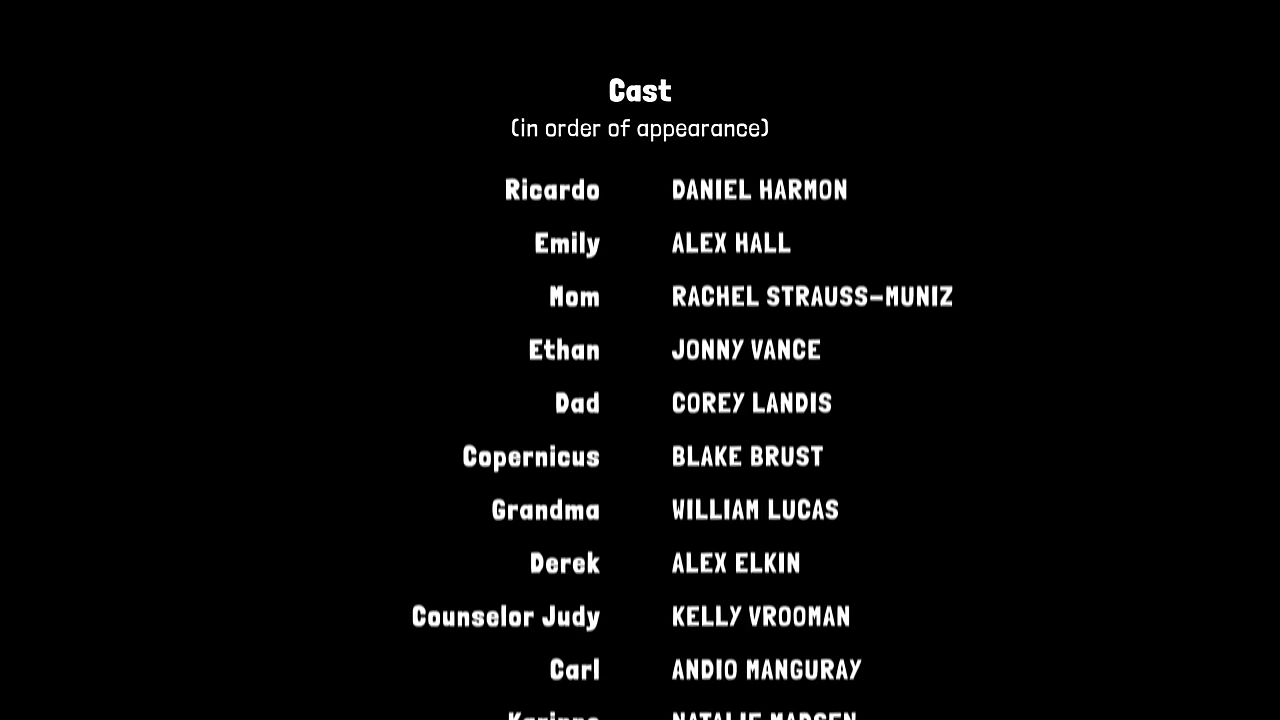 Cast
(in order of appearance)
Ricardo DANIEL HARMON
Emily ALEX HALL
Mom RACHEL STRAUSS-MUNIZ
Ethan JONNY VANCE
Dad COREY LANDIS
Copernicus BLAKE BRUST
Grandma WILLIAM LUCAS
Derek ALEX ELKIN
Counselor Judy KELLY VROOMAN
Carl ANDIO MANGURAY